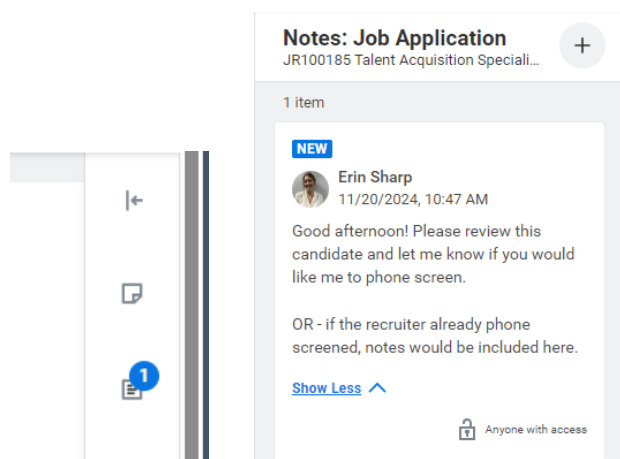 Notes: Job Application
JR100185 Talent Acquisition Speciali...
+
1 item
NEW
Erin Sharp
11/20/2024, 10:47 AM
Good afternoon! Please review this
candidate and let me know if you would
like me to phone screen.
OR - if the recruiter already phone
screened, notes would be included here.
Show Less
Anyone with access
1